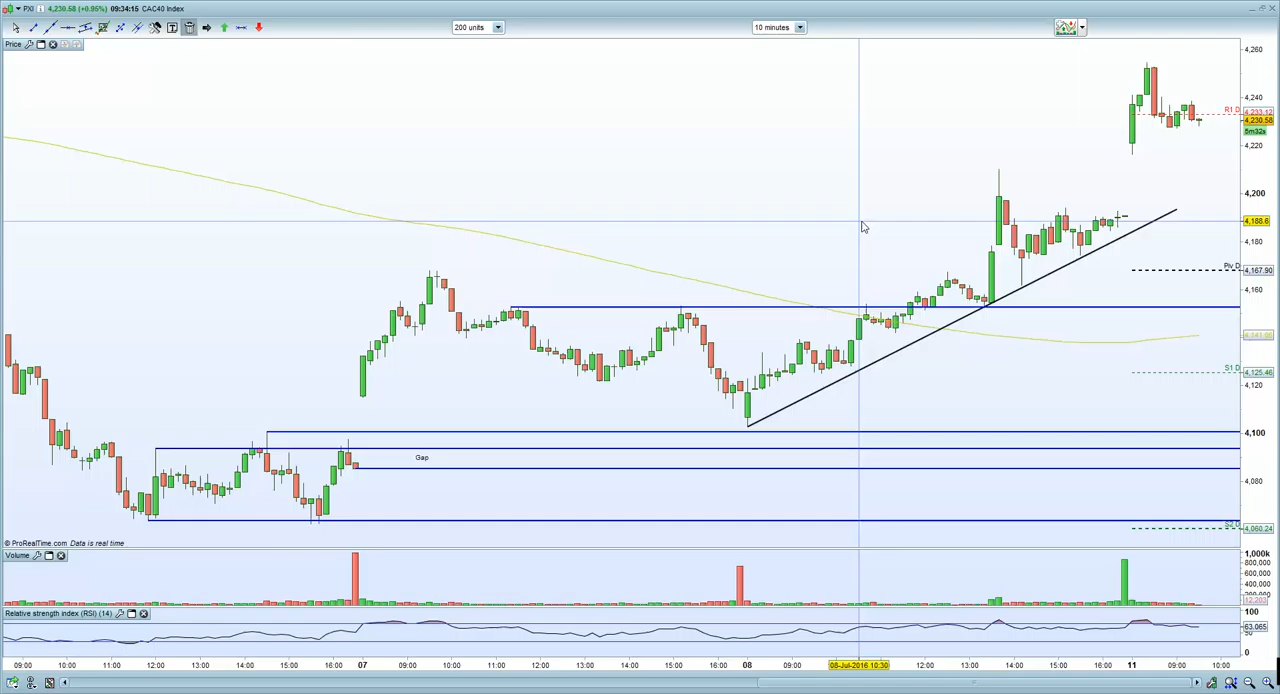 PXI 4,230.58 (+0.95%) 09:34:15 CAC40 Index
200 units
10 minutes
Price
4,260
4,240
R1 D 4,233.12
4,230.58
5m32s
4,220
4,200
4,188.6
4,180
Piv D 4,167.90
4,160
S1 D 4,125.46
4,120
4,100
Gap
4,080
S2 D 4,060.24
© ProRealTime.com Data is real time
Volume
1,000k
800,000
600,000
400,000
Relative strength index (RSI) (14)
100
63.065
50
0
09:00 10:00 11:00 12:00 13:00 14:00 15:00 16:00 07 09:00 10:00 11:00 12:00 13:00 14:00 15:00 16:00 08 09:00 08-Jul-2016 10:30 12:00 13:00 14:00 15:00 16:00 11 09:00 10:00